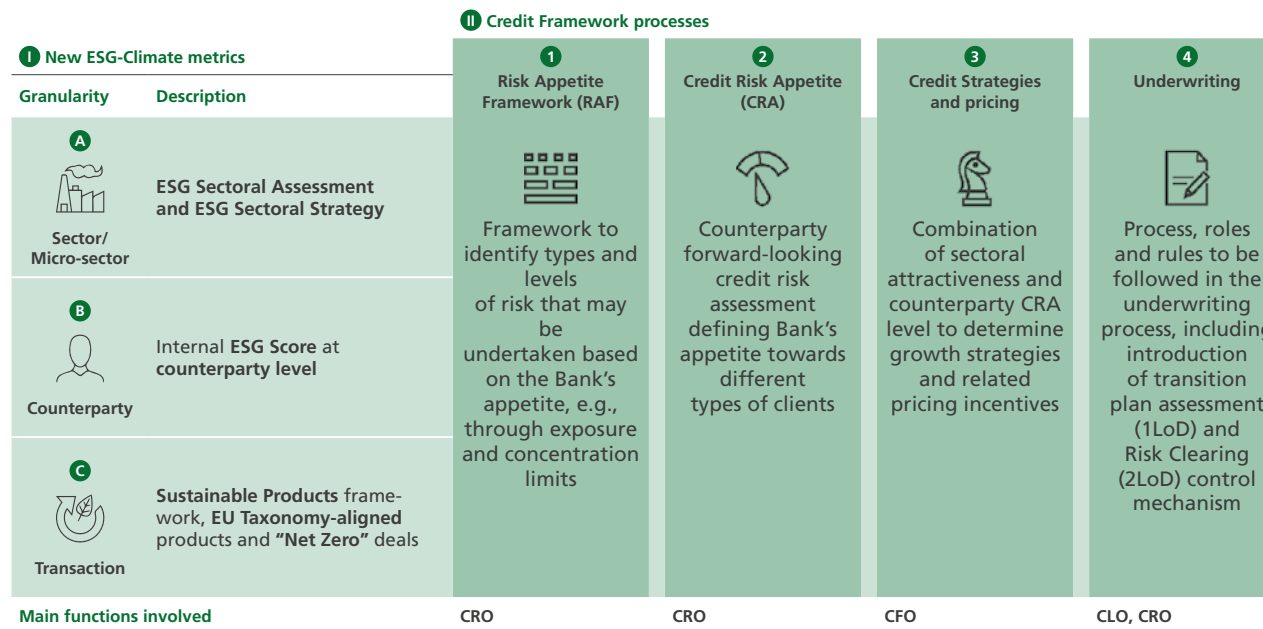 II Credit Framework processes
I New ESG-Climate metrics
Granularity Description
1
Risk Appetite
Framework (RAF)
2
Credit Risk Appetite
(CRA)
3
Credit Strategies
and pricing
4
Underwriting
A
Sector/
Micro-sector
ESG Sectoral Assessment
and ESG Sectoral Strategy
B
Counterparty
Internal ESG Score at
counterparty level
C
Transaction
Sustainable Products frame-
work, EU Taxonomy-aligned
products and “Net Zero” deals
Framework to
identify types and
levels
of risk that may
be
undertaken based
on the Bank’s
appetite, e.g.,
through exposure
and concentration
limits
Counterparty
forward-looking
credit risk
assessment
defining Bank’s
appetite towards
different
types of clients
Combination
of sectoral
attractiveness and
counterparty CRA
level to determine
growth strategies
and related
pricing incentives
Process, roles
and rules to be
followed in the
underwriting
process, including
introduction
of transition
plan assessment
(1LoD) and
Risk Clearing
(2LoD) control
mechanism
Main functions involved CRO CRO CFO CLO, CRO